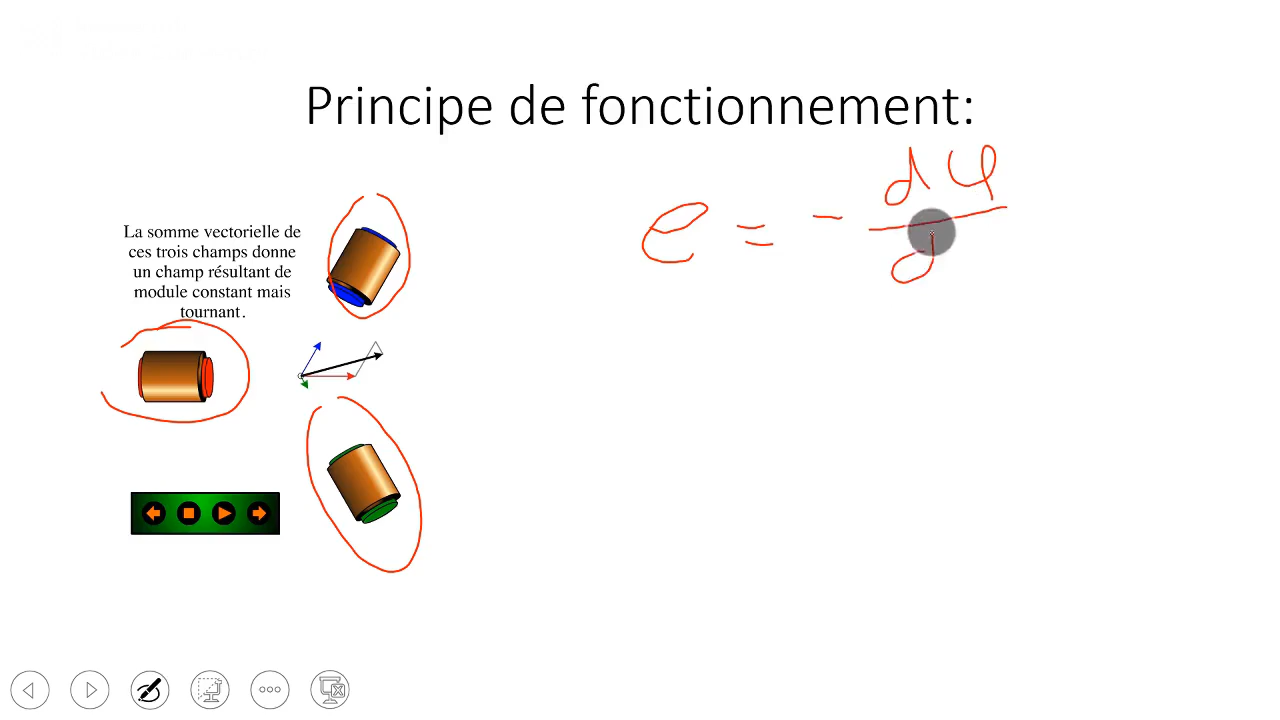 Principe de fonctionnement:
La somme vectorielle de
ces trois champs donne
un champ résultant de
module constant mais
tournant.
e = - dφ
d